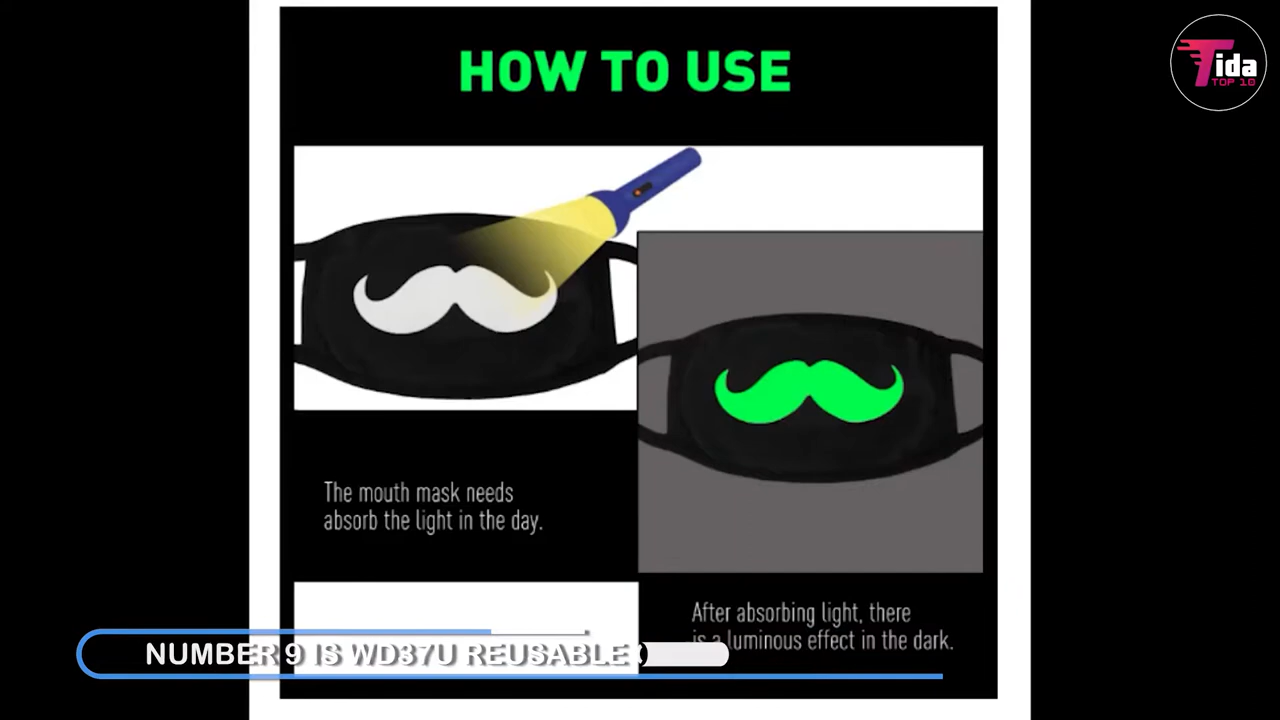 HOW TO USE
Tida
TOP 10
The mouth mask needs
absorb the light in the day.
After absorbing light, there
is a luminous effect in the dark.
NUMBER 9 IS WD37U REUSABLE